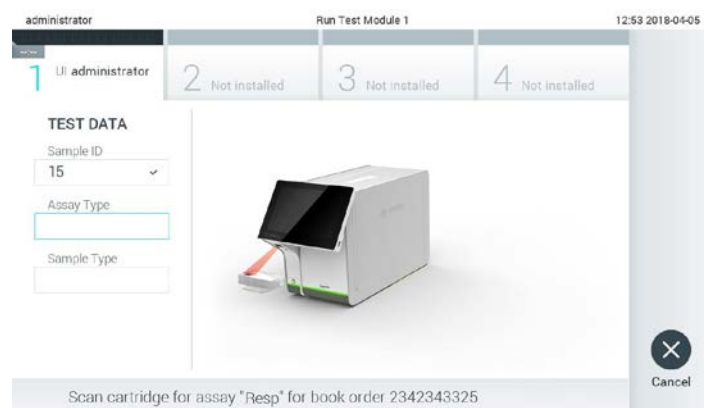 administrator Run Test Module 1 12:53 2018-04-05
1 UI administrator
2 Not installed
3 Not installed
4 Not installed
TEST DATA
Sample ID
15
Assay Type
Sample Type
Cancel
Scan cartridge for assay "Resp" for book order 2342343325